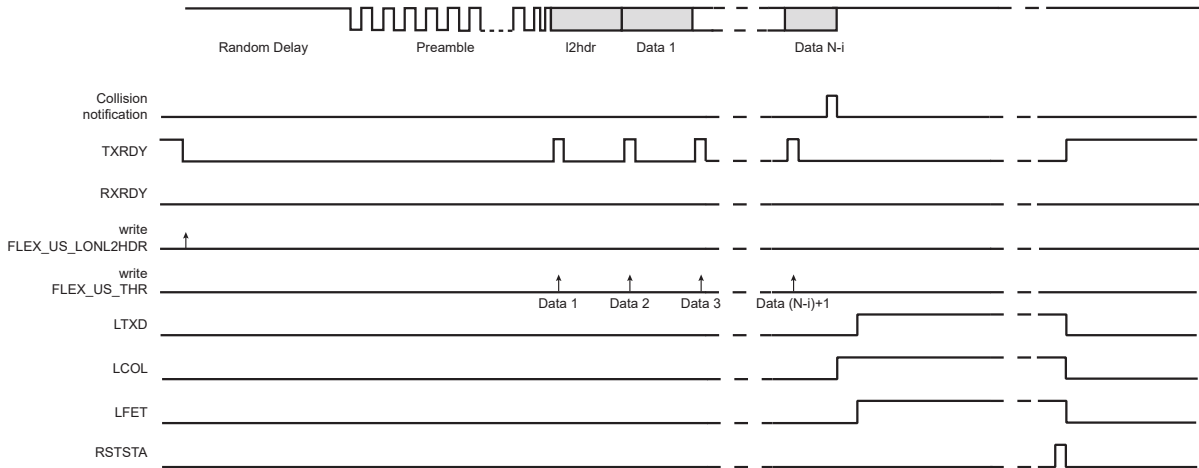 Random Delay Preamble l2hdr Data 1 Data N-i
Collision
notification
TXRDY
RXRDY
write
FLEX_US_LONL2HDR
write
FLEX_US_THR
Data 1 Data 2 Data 3 Data (N-i)+1
LTXD
LCOL
LFET
RSTSTA